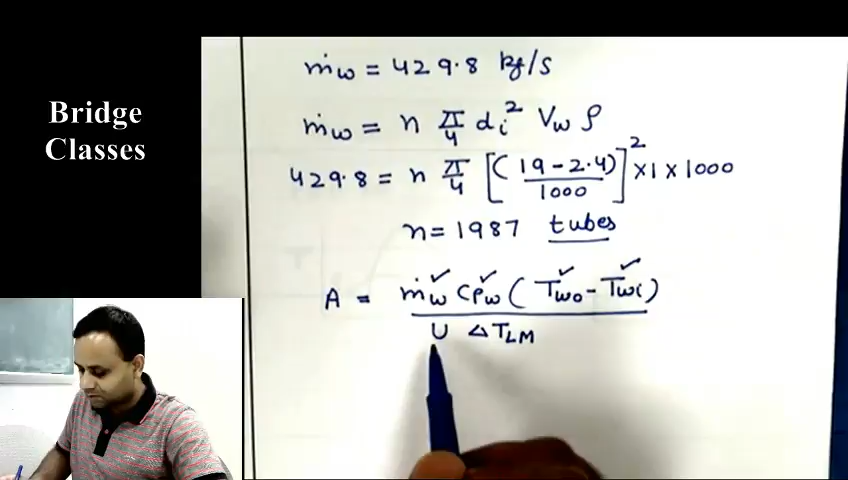 Bridge
Classes
ṁw = 429.8 kg/s
ṁw = n π/4 di² Vw ρ
429.8 = n π/4 [(19-2.4)/1000]² × 1 × 1000
n = 1987 tubes
A = ṁw✓ Cpw✓ (Two✓ - Twi✓)
U ΔTLM